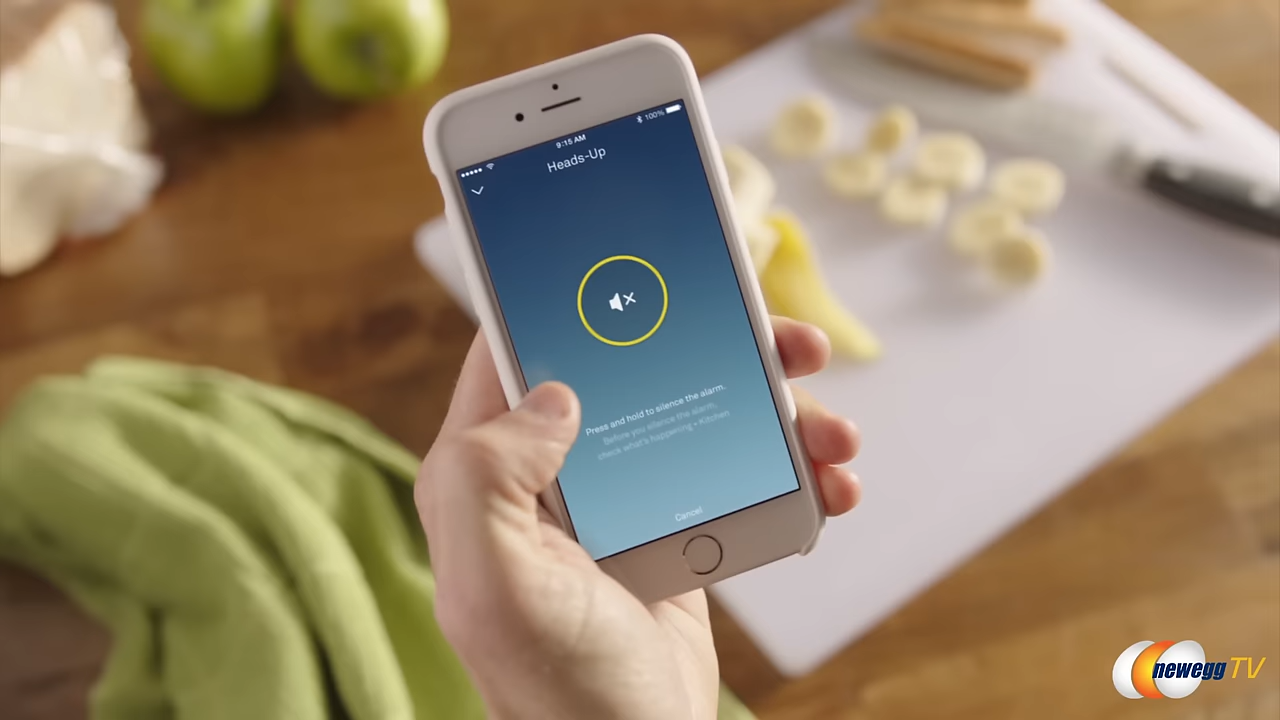 9:15 AM
100%
Heads-Up
Press and hold to silence the alarm.
Before you silence the alarm,
check what's happening • Kitchen
Cancel
newegg TV